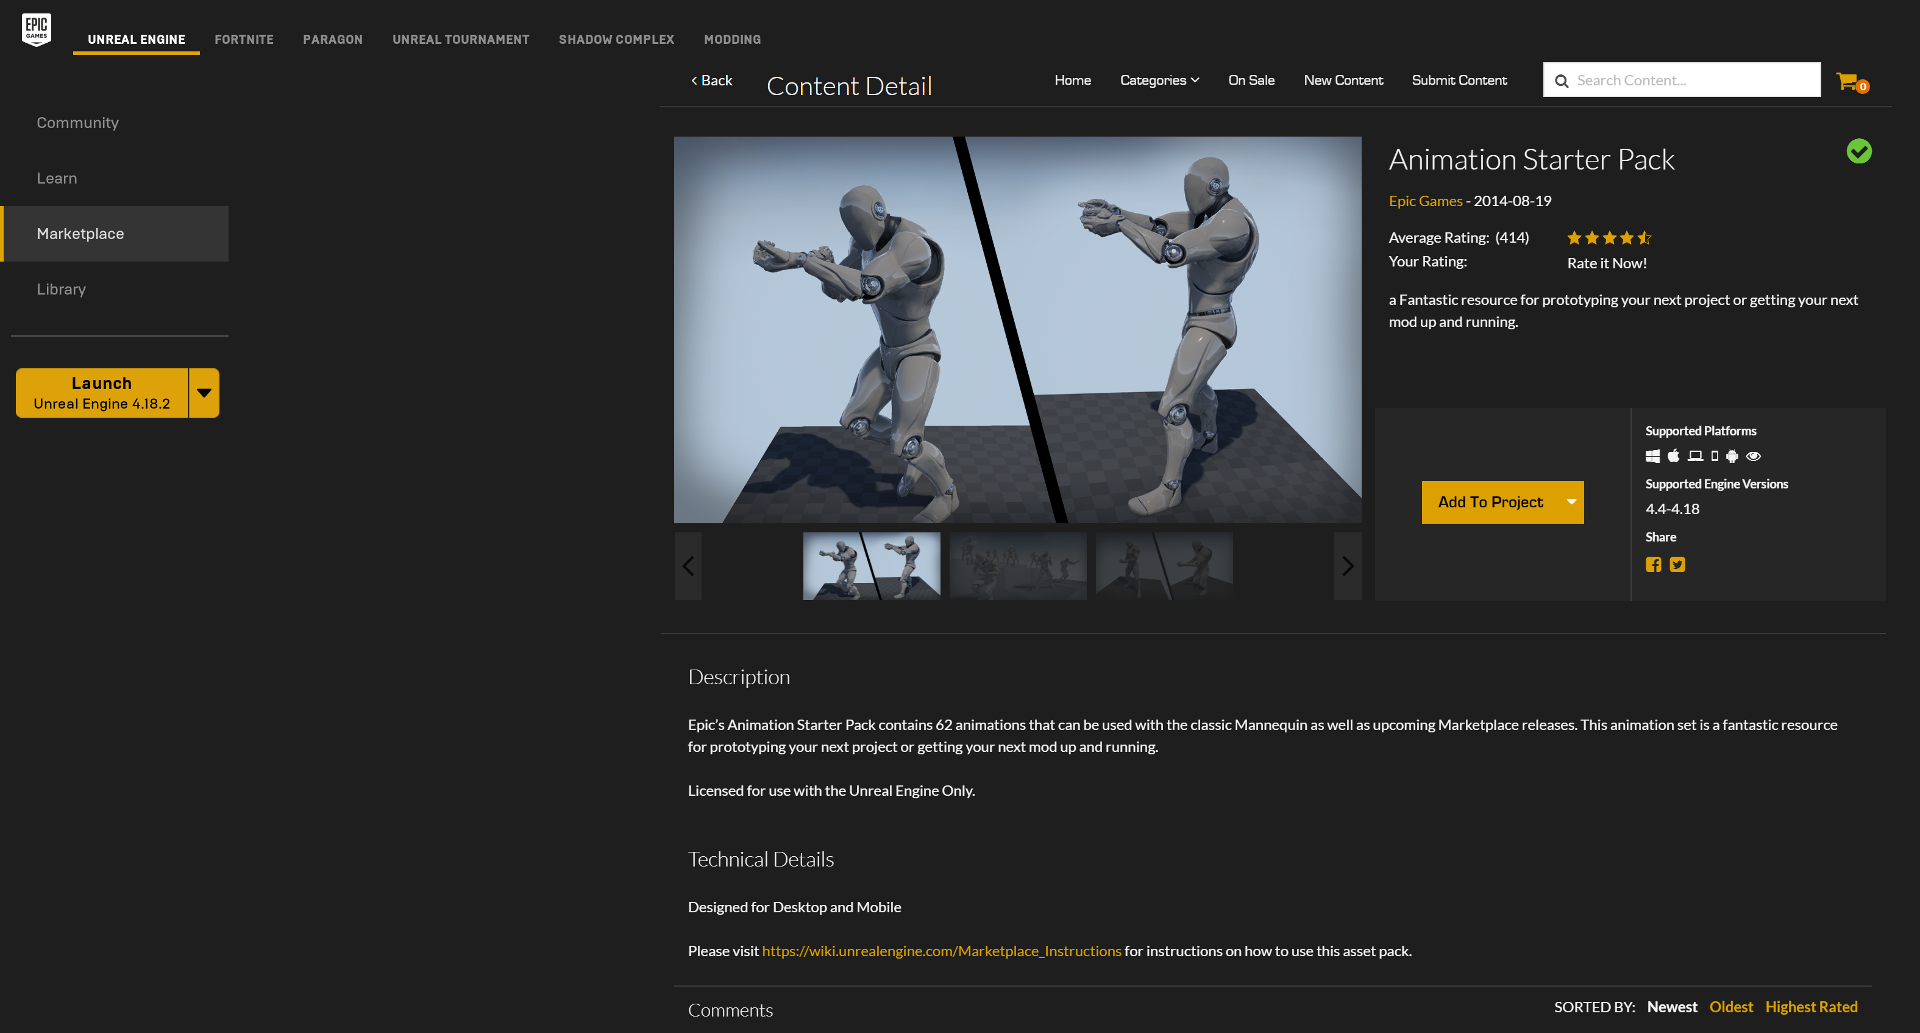 EPIC
GAMES
UNREAL ENGINE
FORTNITE
PARAGON
UNREAL TOURNAMENT
SHADOW COMPLEX
MODDING
Community
Learn
Marketplace
Library
Launch
Unreal Engine 4.18.2
Back
Content Detail
Home
Categories
On Sale
New Content
Submit Content
Search Content...
0
Animation Starter Pack
Epic Games - 2014-08-19
Average Rating: (414)
Your Rating:
Rate it Now!
a Fantastic resource for prototyping your next project or getting your next
mod up and running.
Add To Project
Supported Platforms
Supported Engine Versions
4.4-4.18
Share
Description
Epic's Animation Starter Pack contains 62 animations that can be used with the classic Mannequin as well as upcoming Marketplace releases. This animation set is a fantastic resource
for prototyping your next project or getting your next mod up and running.
Licensed for use with the Unreal Engine Only.
Technical Details
Designed for Desktop and Mobile
Please visit https://wiki.unrealengine.com/Marketplace_Instructions for instructions on how to use this asset pack.
Comments
SORTED BY: Newest Oldest Highest Rated